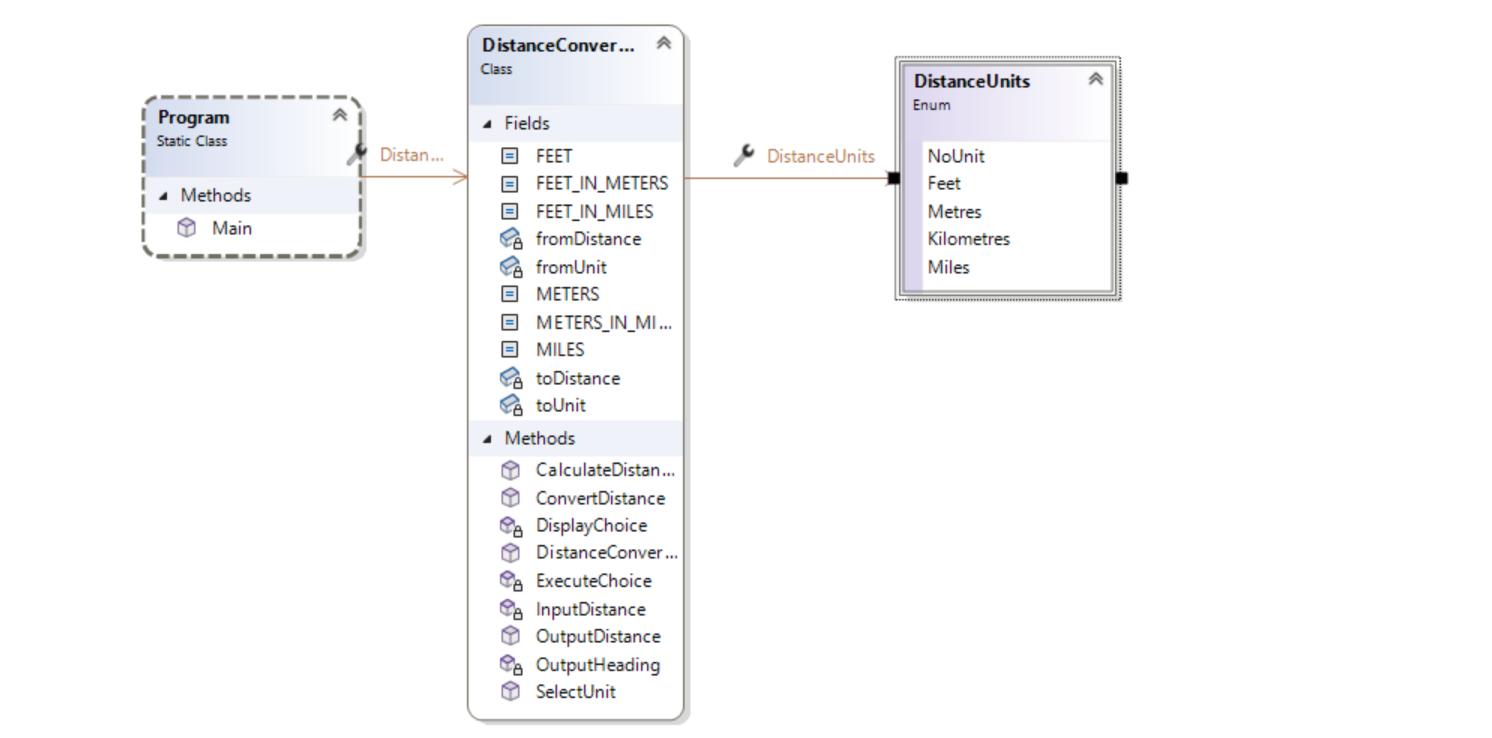 Program
Static Class
Methods
Main
Distan...
DistanceConver...
Class
Fields
FEET
FEET_IN_METERS
FEET_IN_MILES
fromDistance
fromUnit
METERS
METERS_IN_MI...
MILES
toDistance
toUnit
Methods
CalculateDistan...
ConvertDistance
DisplayChoice
DistanceConver...
ExecuteChoice
InputDistance
OutputDistance
OutputHeading
SelectUnit
DistanceUnits
DistanceUnits
Enum
NoUnit
Feet
Metres
Kilometres
Miles